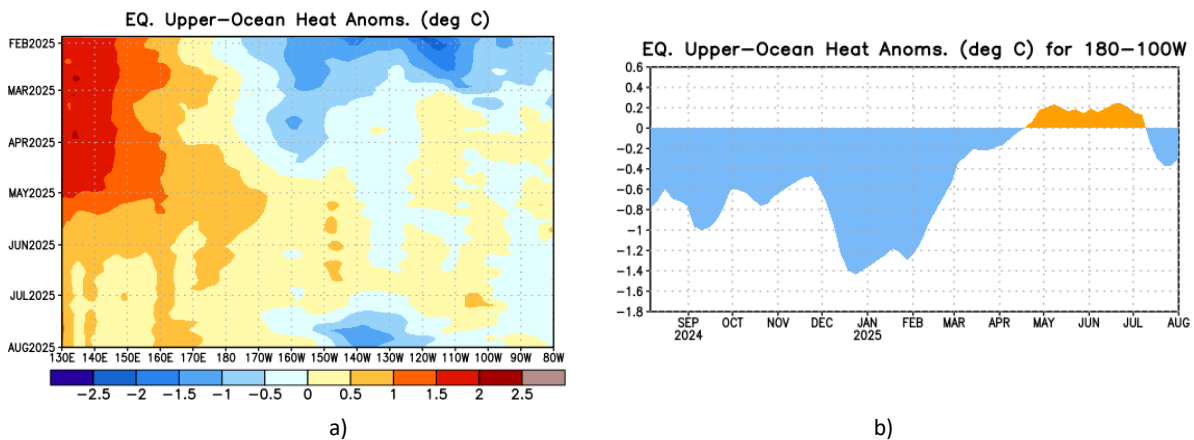 EQ. Upper-Ocean Heat Anoms. (deg C)
FEB2025
MAR2025
APR2025
MAY2025
JUN2025
JUL2025
AUG2025
130E 140E 150E 160E 170E 180 170W 160W 150W 140W 130W 120W 110W 100W 90W 80W
-2.5 -2 -1.5 -1 -0.5 0 0.5 1 1.5 2 2.5
a)
EQ. Upper-Ocean Heat Anoms. (deg C) for 180-100W
0.6
0.4
0.2
0
-0.2
-0.4
-0.6
-0.8
-1
-1.2
-1.4
-1.6
-1.8
SEP OCT NOV DEC JAN FEB MAR APR MAY JUN JUL AUG
2024 2025
b)